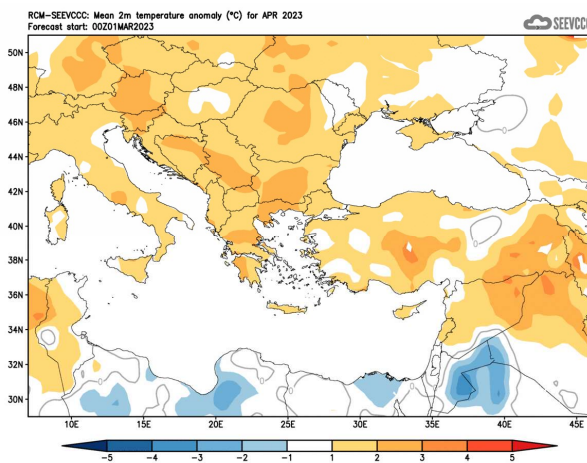 RCM-SEEVCCC: Mean 2m temperature anomaly (°C) for APR 2023
Forecast start: 00Z01MAR2023
SEEVCCC
50N
48N
46N
44N
42N
40N
38N
36N
34N
32N
30N
10E 15E 20E 25E 30E 35E 40E 45E
-5 -4 -3 -2 -1 1 2 3 4 5